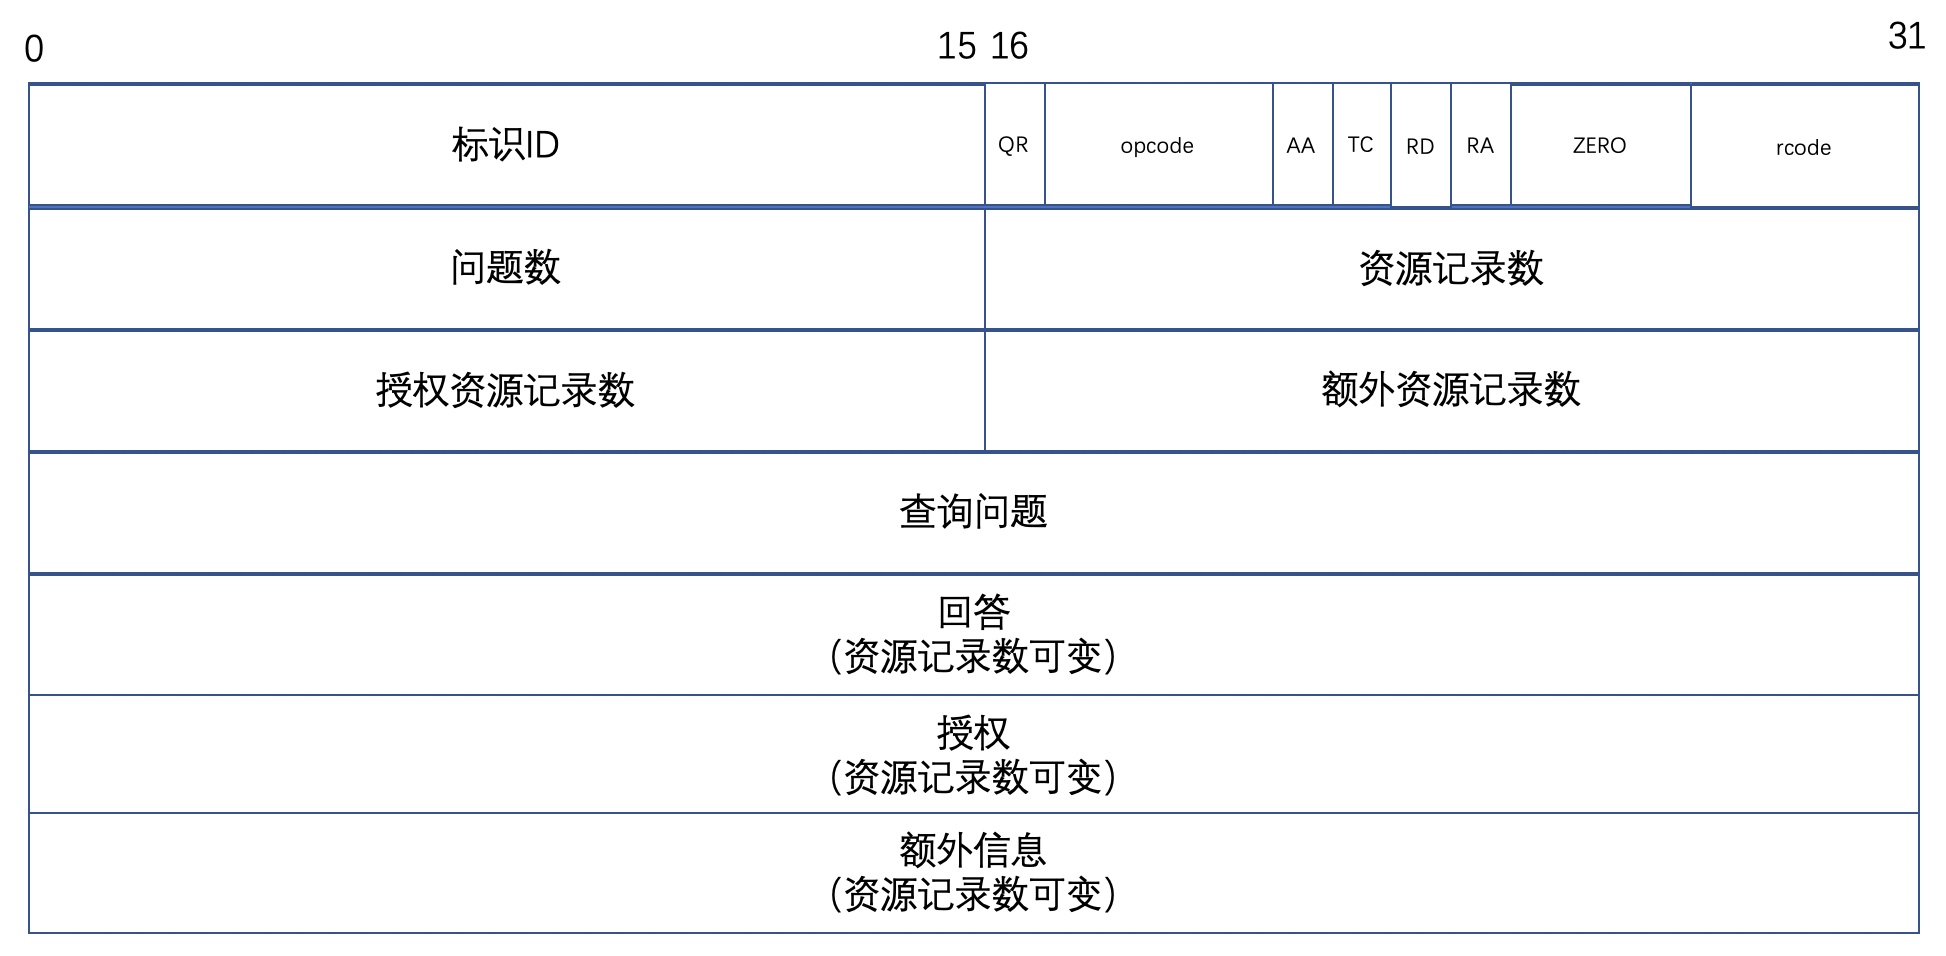 0 15 16 31
标识ID QR opcode AA TC RD RA ZERO rcode
问题数 资源记录数
授权资源记录数 额外资源记录数
查询问题
回答
（资源记录数可变）
授权
（资源记录数可变）
额外信息
（资源记录数可变）